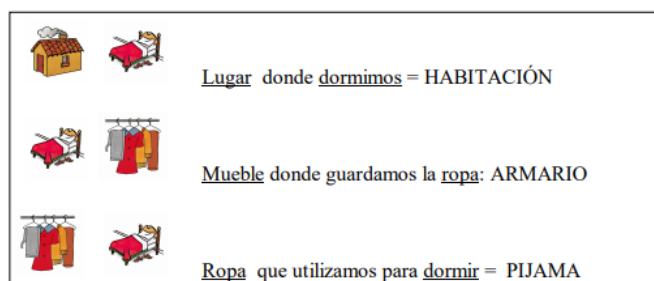 Lugar donde dormimos = HABITACIÓN
Mueble donde guardamos la ropa: ARMARIO
Ropa que utilizamos para dormir = PIJAMA